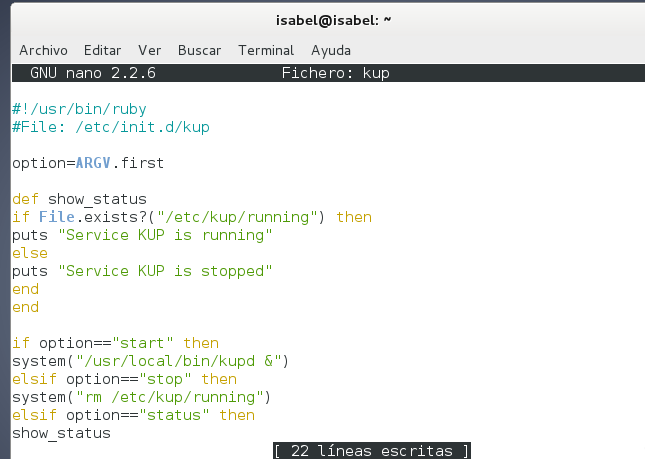 isabel@isabel: ~
Archivo Editar Ver Buscar Terminal Ayuda
GNU nano 2.2.6 Fichero: kup
#!/usr/bin/ruby
#File: /etc/init.d/kup
option=ARGV.first
def show_status
if File.exists?("/etc/kup/running") then
puts "Service KUP is running"
else
puts "Service KUP is stopped"
end
end
if option=="start" then
system("/usr/local/bin/kupd &")
elsif option=="stop" then
system("rm /etc/kup/running")
elsif option=="status" then
show_status
[ 22 líneas escritas ]